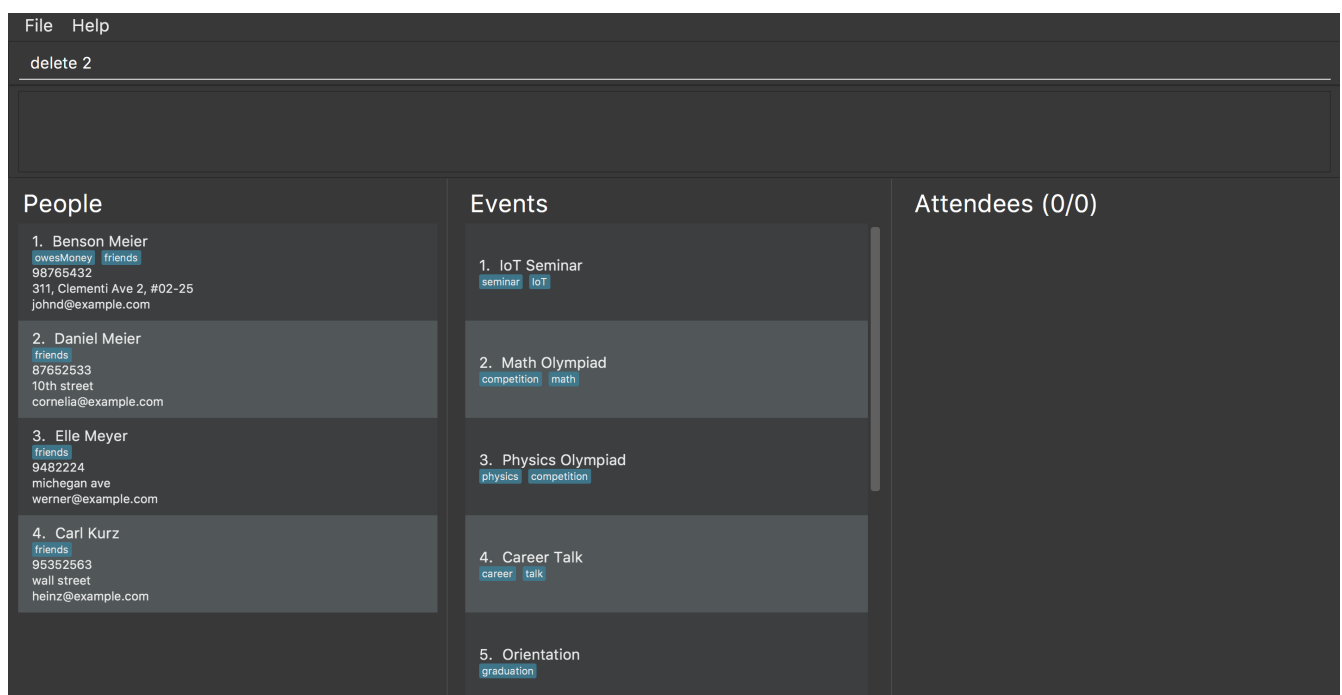 File Help
delete 2
People
1. Benson Meier
owesMoney friends
98765432
311, Clementi Ave 2, #02-25
johnd@example.com
2. Daniel Meier
friends
87652533
10th street
cornelia@example.com
3. Elle Meyer
friends
9482224
michegan ave
werner@example.com
4. Carl Kurz
friends
95352563
wall street
heinz@example.com
Events
1. IoT Seminar
seminar IoT
2. Math Olympiad
competition math
3. Physics Olympiad
physics competition
4. Career Talk
career talk
5. Orientation
graduation
Attendees (0/0)